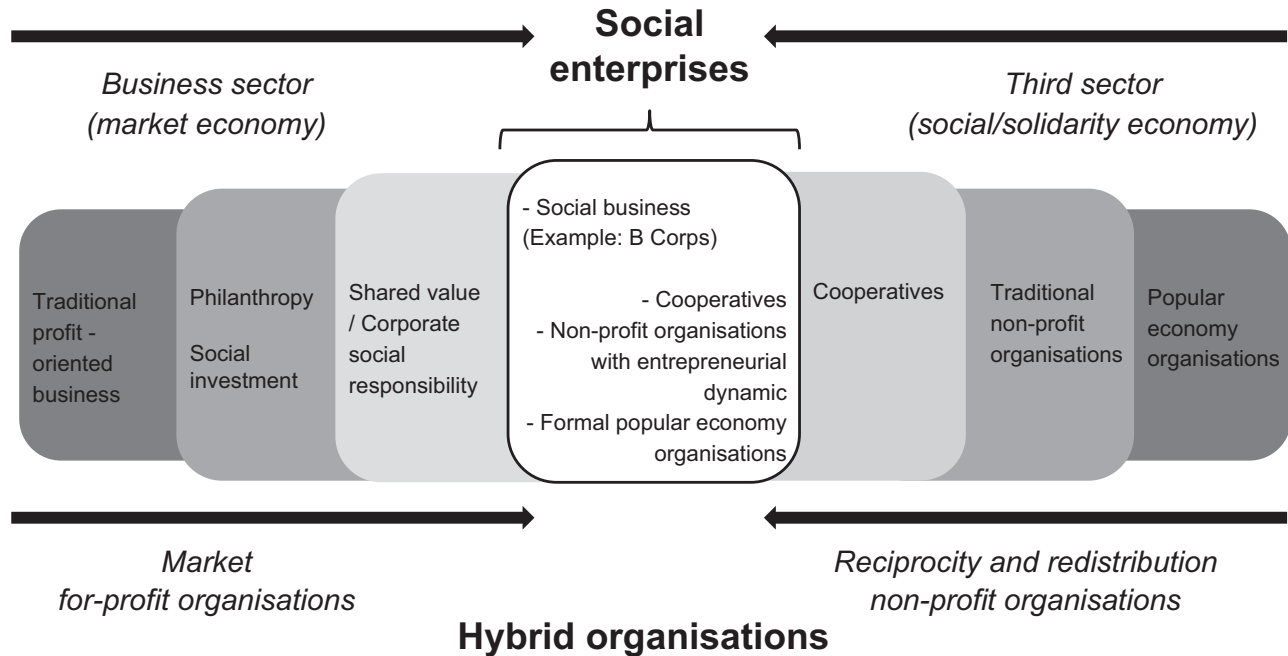 Social
enterprises
Business sector
(market economy)
Third sector
(social/solidarity economy)
Traditional
profit -
oriented
business
Philanthropy
Social
investment
Shared value
/ Corporate
social
responsibility
- Social business
(Example: B Corps)
- Cooperatives
- Non-profit organisations
with entrepreneurial
dynamic
- Formal popular economy
organisations
Cooperatives
Traditional
non-profit
organisations
Popular
economy
organisations
Market
for-profit organisations
Reciprocity and redistribution
non-profit organisations
Hybrid organisations